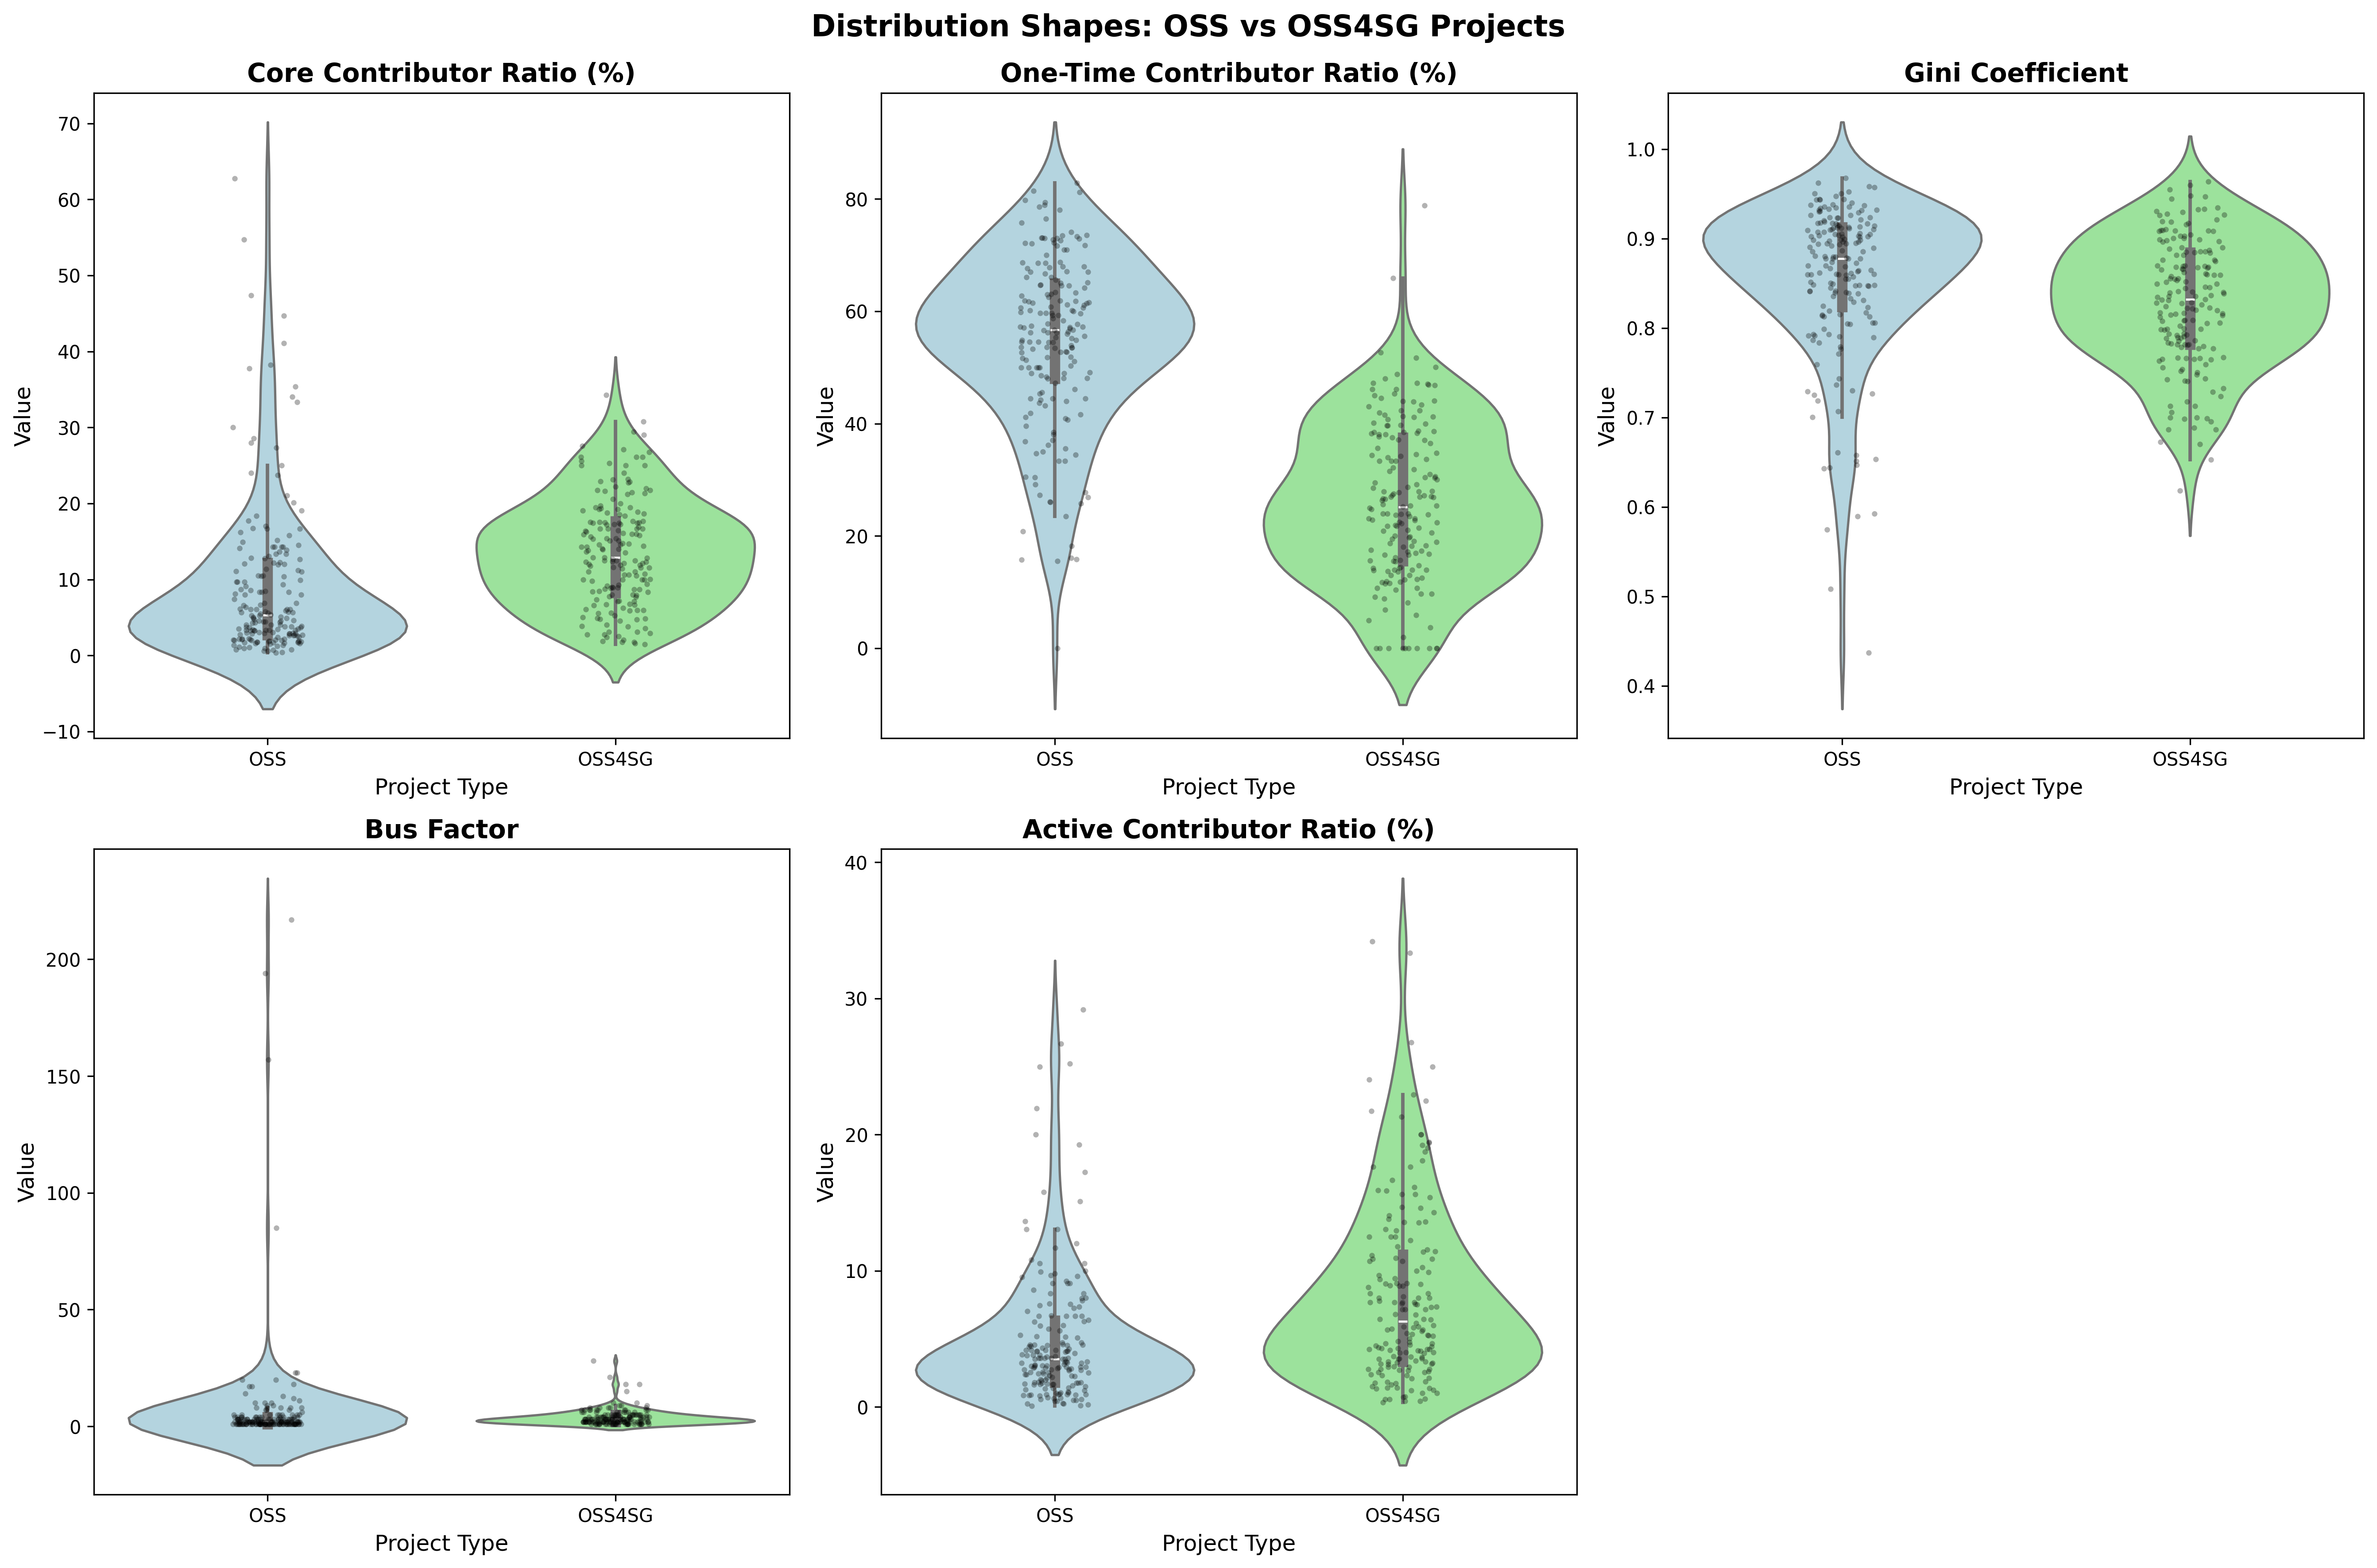 Distribution Shapes: OSS vs OSS4SG Projects
Core Contributor Ratio (%)
Value
70
60
50
40
30
20
10
0
−10
OSS
OSS4SG
Project Type
One-Time Contributor Ratio (%)
Value
80
60
40
20
0
OSS
OSS4SG
Project Type
Gini Coefficient
Value
1.0
0.9
0.8
0.7
0.6
0.5
0.4
OSS
OSS4SG
Project Type
Bus Factor
Value
200
150
100
50
0
OSS
OSS4SG
Project Type
Active Contributor Ratio (%)
Value
40
30
20
10
0
OSS
OSS4SG
Project Type